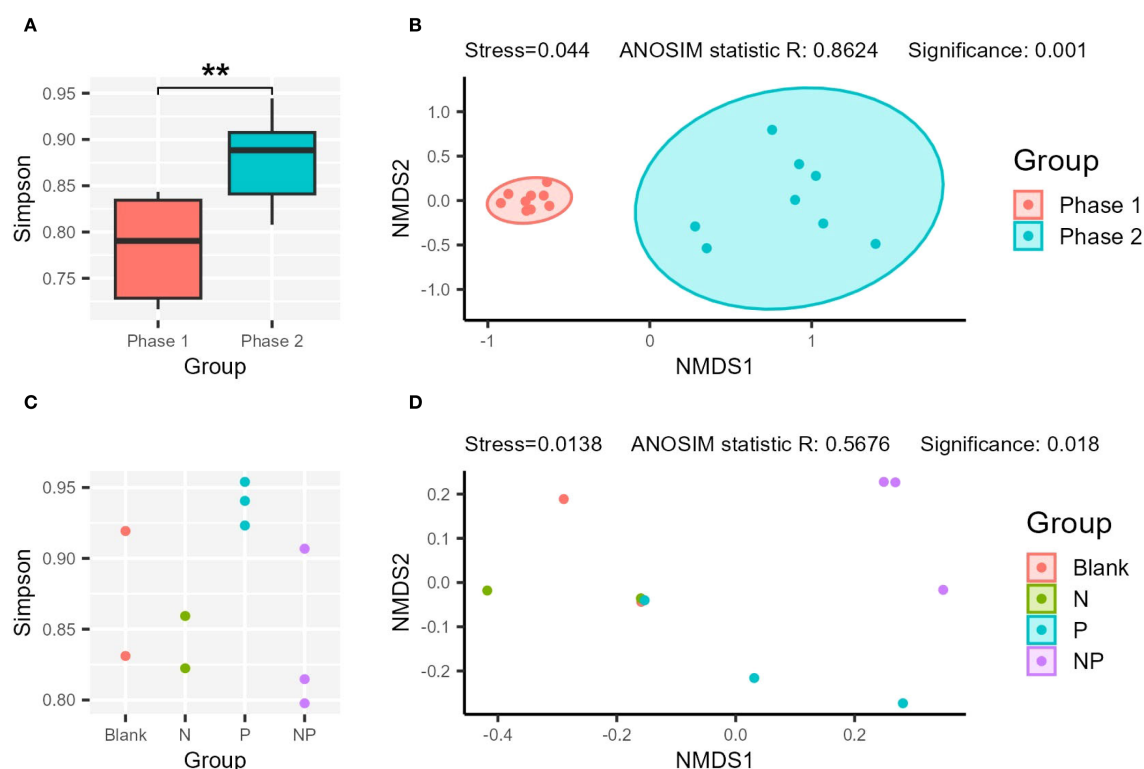 A
**
0.95
0.90
0.85
0.80
0.75
Simpson
Phase 1 Phase 2
Group
B
Stress=0.044 ANOSIM statistic R: 0.8624 Significance: 0.001
1.0
0.5
0.0
-0.5
-1.0
NMDS2
-1 0 1
NMDS1
Group
Phase 1
Phase 2
C
0.95
0.90
0.85
0.80
Simpson
Blank N P NP
Group
D
Stress=0.0138 ANOSIM statistic R: 0.5676 Significance: 0.018
0.2
0.1
0.0
-0.1
-0.2
NMDS2
-0.4 -0.2 0.0 0.2
NMDS1
Group
Blank
N
P
NP